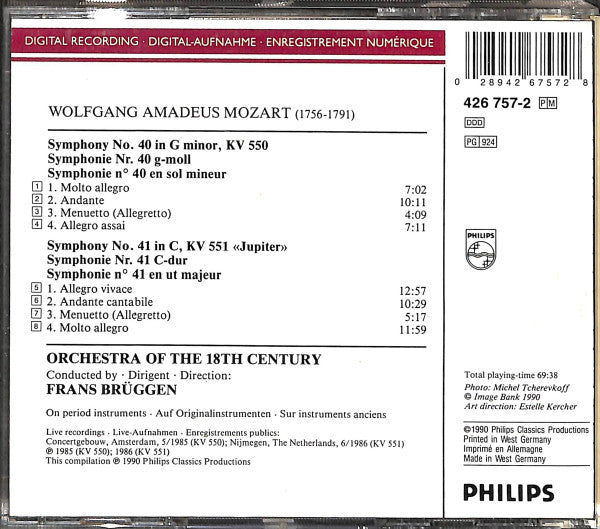 DIGITAL RECORDING · DIGITAL-AUFNAHME · ENREGISTREMENT NUMÉRIQUE
WOLFGANG AMADEUS MOZART (1756-1791)
Symphony No. 40 in G minor, KV 550
Symphonie Nr. 40 g-moll
Symphonie n° 40 en sol mineur
1 1. Molto allegro 7:02
2 2. Andante 10:11
3 3. Menuetto (Allegretto) 4:09
4 4. Allegro assai 7:11
Symphony No. 41 in C, KV 551 «Jupiter»
Symphonie Nr. 41 C-dur
Symphonie n° 41 en ut majeur
5 1. Allegro vivace 12:57
6 2. Andante cantabile 10:29
7 3. Menuetto (Allegretto) 5:17
8 4. Molto allegro 11:59
ORCHESTRA OF THE 18TH CENTURY
Conducted by · Dirigent · Direction:
FRANS BRÜGGEN
On period instruments · Auf Originalinstrumenten · Sur instruments anciens
Live recordings · Live-Aufnahmen · Enregistrements publics:
Concertgebouw, Amsterdam, 5/1985 (KV 550); Nijmegen, The Netherlands, 6/1986 (KV 551)
℗ 1985 (KV 550); 1986 (KV 551)
This compilation ℗ 1990 Philips Classics Productions
0 28942 67572 8
426 757-2 PM
DDD
PG 924
PHILIPS
Total playing-time 69:38
Photo: Michel Tcherevkoff
© Image Bank 1990
Art direction: Estelle Kercher
©1990 Philips Classics Productions
Printed in West Germany
Imprimé en Allemagne
Made in West Germany
PHILIPS